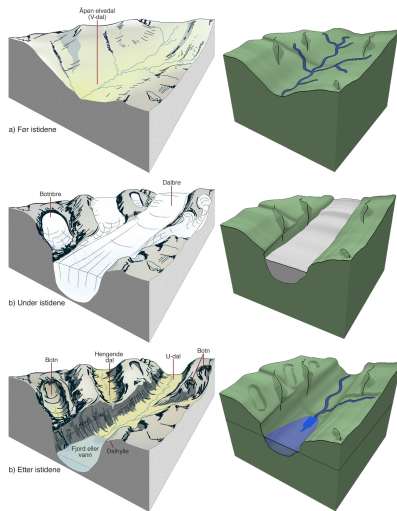 Åpen elvedal
(V-dal)
a) Før istidene
Botnbre
Dalbre
b) Under istidene
Botn
Hengende
dal
U-dal
Botn
Fjord eller
vann
Dalhylle
b) Etter istidene